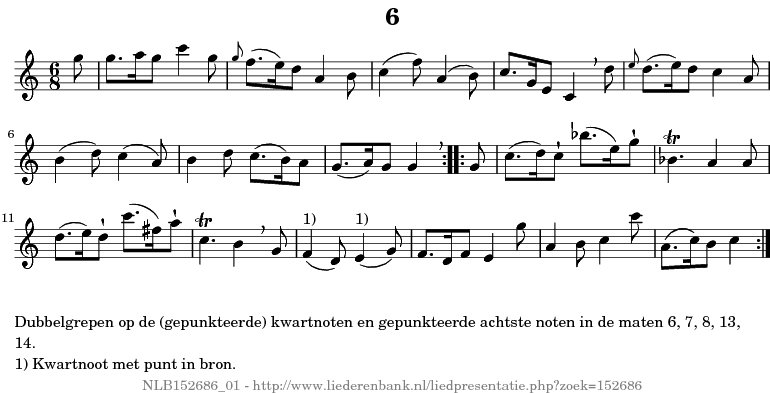 6
6
8
6
11
1)
1)
Dubbelgrepen op de (gepunkteerde) kwartnoten en gepunkteerde achtste noten in de maten 6, 7, 8, 13,
14.
1) Kwartnoot met punt in bron.
NLB152686_01 - http://www.liederenbank.nl/liedpresentatie.php?zoek=152686